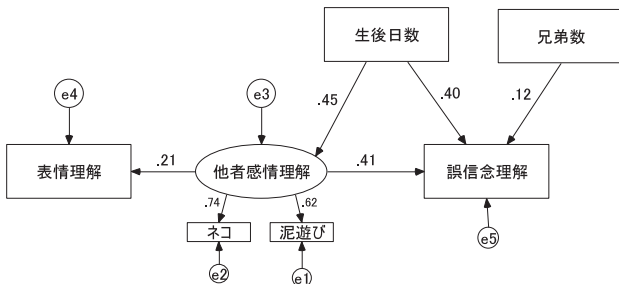 生後日数
兄弟数
e4
e3
.45
.40
.12
表情理解
.21
他者感情理解
.41
誤信念理解
.74
.62
ネコ
泥遊び
e2
e1
e5